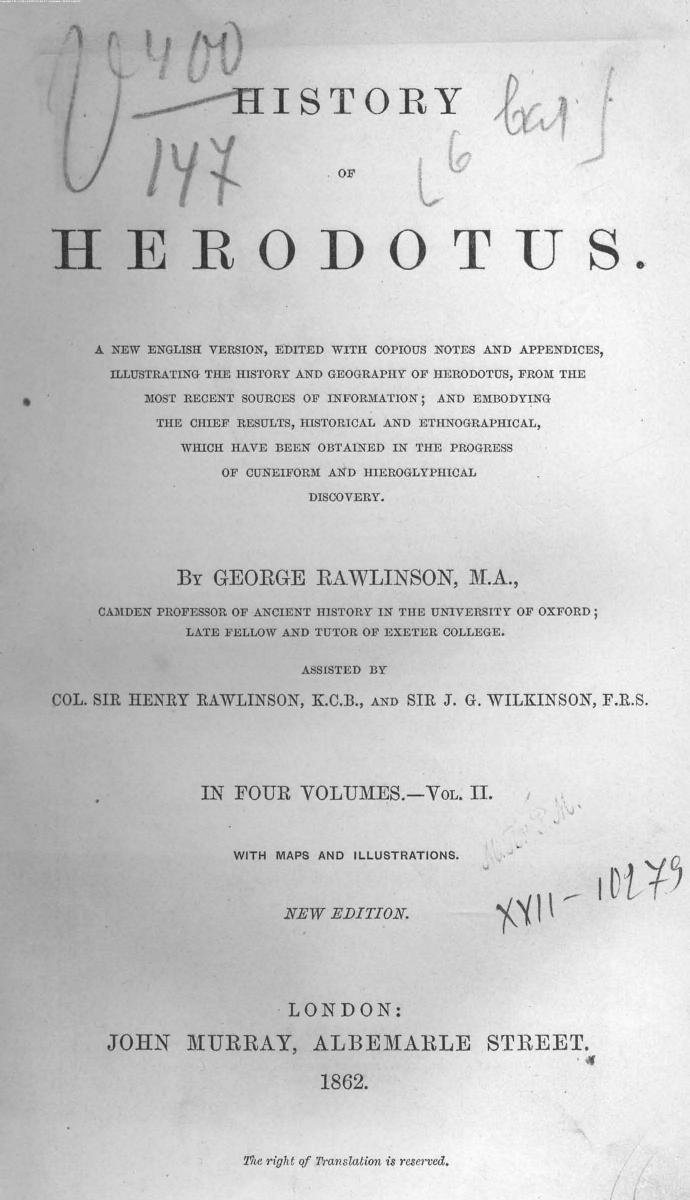 400
147
HISTORY
OF
6
HERODOTUS.
A NEW ENGLISH VERSION, EDITED WITH COPIOUS NOTES AND APPENDICES,
ILLUSTRATING THE HISTORY AND GEOGRAPHY OF HERODOTUS, FROM THE
MOST RECENT SOURCES OF INFORMATION; AND EMBODYING
THE CHIEF RESULTS, HISTORICAL AND ETHNOGRAPHICAL,
WHICH HAVE BEEN OBTAINED IN THE PROGRESS
OF CUNEIFORM AND HIEROGLYPHICAL
DISCOVERY.
BY GEORGE RAWLINSON, M.A.,
CAMDEN PROFESSOR OF ANCIENT HISTORY IN THE UNIVERSITY OF OXFORD;
LATE FELLOW AND TUTOR OF EXETER COLLEGE.
ASSISTED BY
COL. SIR HENRY RAWLINSON, K.C.B., AND SIR J. G. WILKINSON, F.R.S.
IN FOUR VOLUMES.—VOL. II.
WITH MAPS AND ILLUSTRATIONS.
XXII-10279
NEW EDITION.
LONDON:
JOHN MURRAY, ALBEMARLE STREET.
1862.
The right of Translation is reserved.